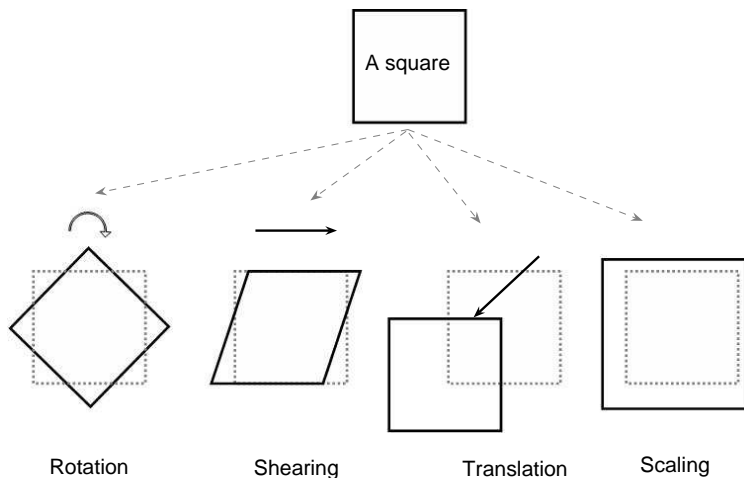 A square
Rotation
Shearing
Translation
Scaling